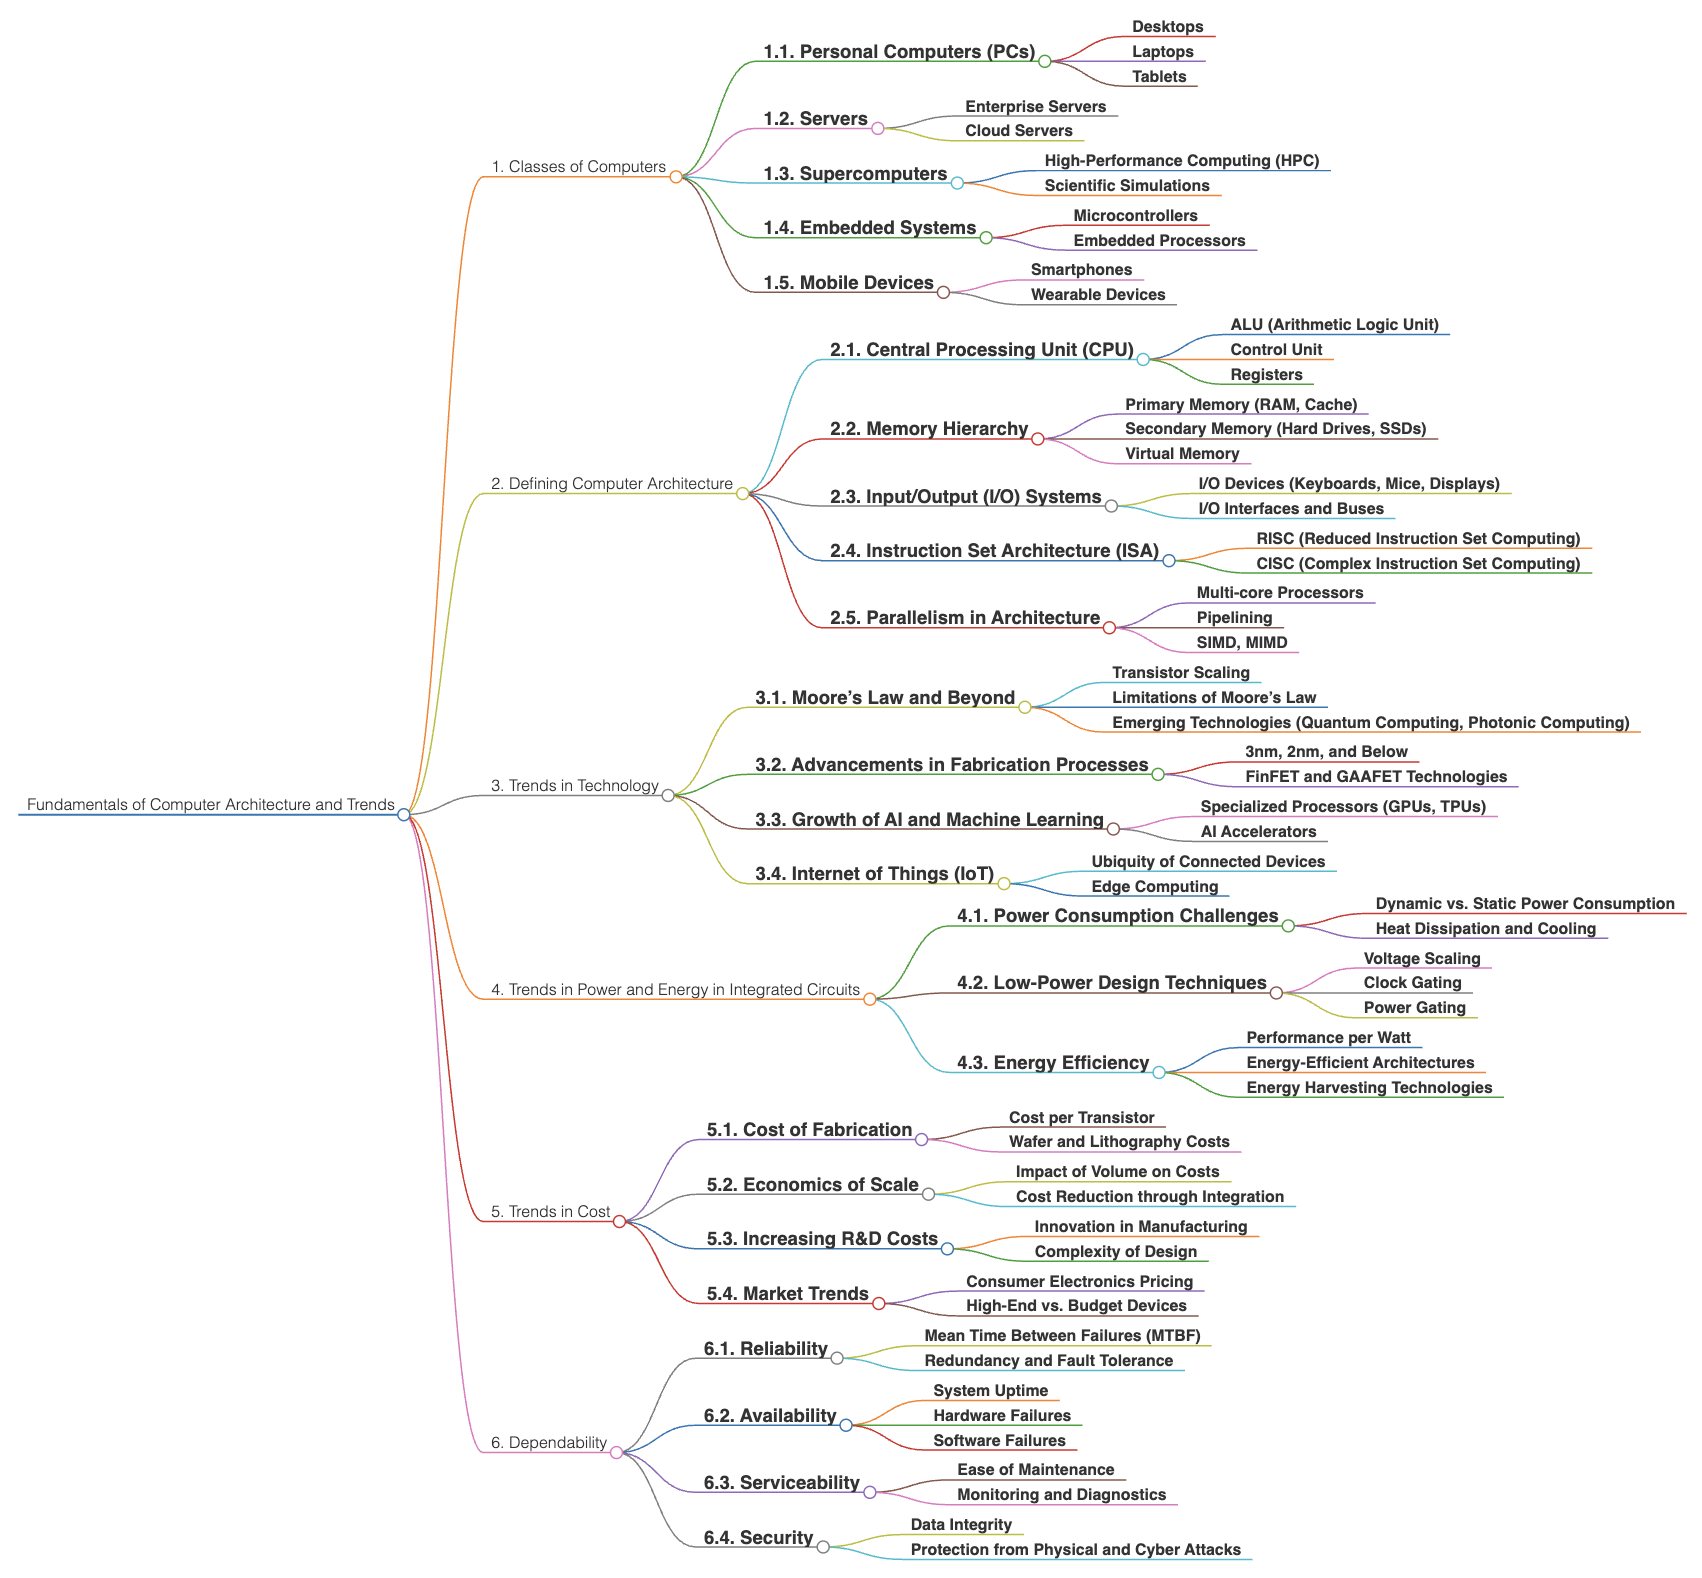 Fundamentals of Computer Architecture and Trends
1. Classes of Computers
1.1. Personal Computers (PCs)
Desktops
Laptops
Tablets
1.2. Servers
Enterprise Servers
Cloud Servers
1.3. Supercomputers
High-Performance Computing (HPC)
Scientific Simulations
1.4. Embedded Systems
Microcontrollers
Embedded Processors
1.5. Mobile Devices
Smartphones
Wearable Devices
2. Defining Computer Architecture
2.1. Central Processing Unit (CPU)
ALU (Arithmetic Logic Unit)
Control Unit
Registers
2.2. Memory Hierarchy
Primary Memory (RAM, Cache)
Secondary Memory (Hard Drives, SSDs)
Virtual Memory
2.3. Input/Output (I/O) Systems
I/O Devices (Keyboards, Mice, Displays)
I/O Interfaces and Buses
2.4. Instruction Set Architecture (ISA)
RISC (Reduced Instruction Set Computing)
CISC (Complex Instruction Set Computing)
2.5. Parallelism in Architecture
Multi-core Processors
Pipelining
SIMD, MIMD
3. Trends in Technology
3.1. Moore’s Law and Beyond
Transistor Scaling
Limitations of Moore’s Law
Emerging Technologies (Quantum Computing, Photonic Computing)
3.2. Advancements in Fabrication Processes
3nm, 2nm, and Below
FinFET and GAAFET Technologies
3.3. Growth of AI and Machine Learning
Specialized Processors (GPUs, TPUs)
AI Accelerators
3.4. Internet of Things (IoT)
Ubiquity of Connected Devices
Edge Computing
4. Trends in Power and Energy in Integrated Circuits
4.1. Power Consumption Challenges
Dynamic vs. Static Power Consumption
Heat Dissipation and Cooling
4.2. Low-Power Design Techniques
Voltage Scaling
Clock Gating
Power Gating
4.3. Energy Efficiency
Performance per Watt
Energy-Efficient Architectures
Energy Harvesting Technologies
5. Trends in Cost
5.1. Cost of Fabrication
Cost per Transistor
Wafer and Lithography Costs
5.2. Economics of Scale
Impact of Volume on Costs
Cost Reduction through Integration
5.3. Increasing R&D Costs
Innovation in Manufacturing
Complexity of Design
5.4. Market Trends
Consumer Electronics Pricing
High-End vs. Budget Devices
6. Dependability
6.1. Reliability
Mean Time Between Failures (MTBF)
Redundancy and Fault Tolerance
6.2. Availability
System Uptime
Hardware Failures
Software Failures
6.3. Serviceability
Ease of Maintenance
Monitoring and Diagnostics
6.4. Security
Data Integrity
Protection from Physical and Cyber Attacks